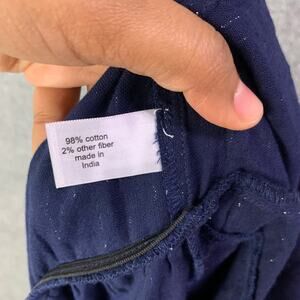 98% cotton
2% other fiber
made in
India